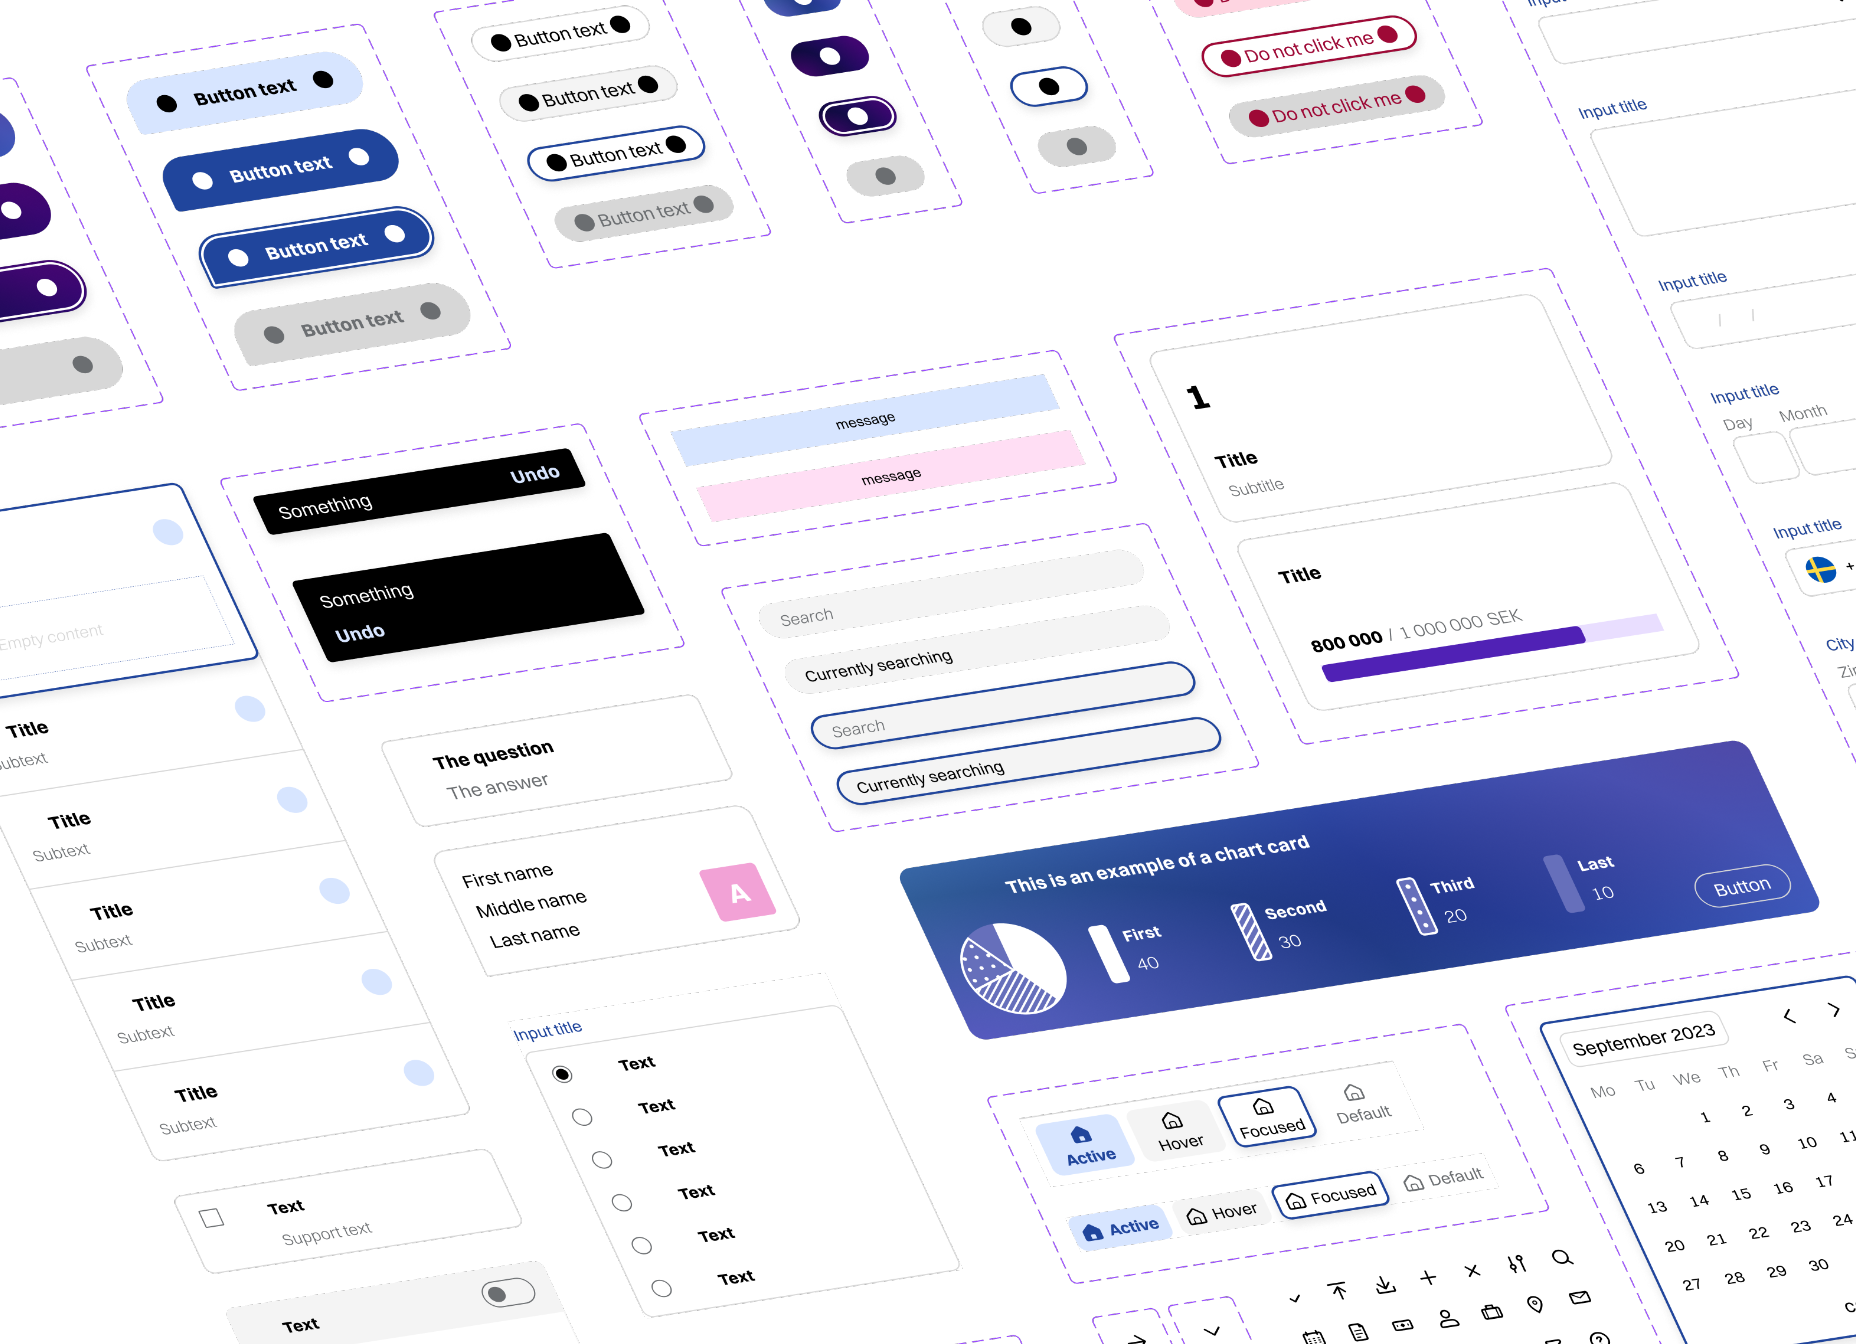 Button text
Button text
Button text
Button text
Button text
Button text
Button text
Button text
Do not click me
Do not click me
Input title
Input title
Input title
Day
Month
Input title
+
City
Something
Undo
Something
Undo
message
message
Search
Currently searching
Search
Currently searching
1
Title
Subtitle
Title
800 000 / 1 000 000 SEK
Empty content
Title
Subtext
Title
Subtext
Title
Subtext
Title
Subtext
Title
Subtext
The question
The answer
First name
Middle name
Last name
A
This is an example of a chart card
First
40
Second
30
Third
20
Last
10
Button
Input title
Text
Text
Text
Text
Text
Text
Text
Support text
Text
Active
Hover
Focused
Default
Active
Hover
Focused
Default
September 2023
Mo Tu We Th Fr Sa
1 2 3 4
6 7 8 9 10 11
13 14 15 16 17
20 21 22 23 24
27 28 29 30